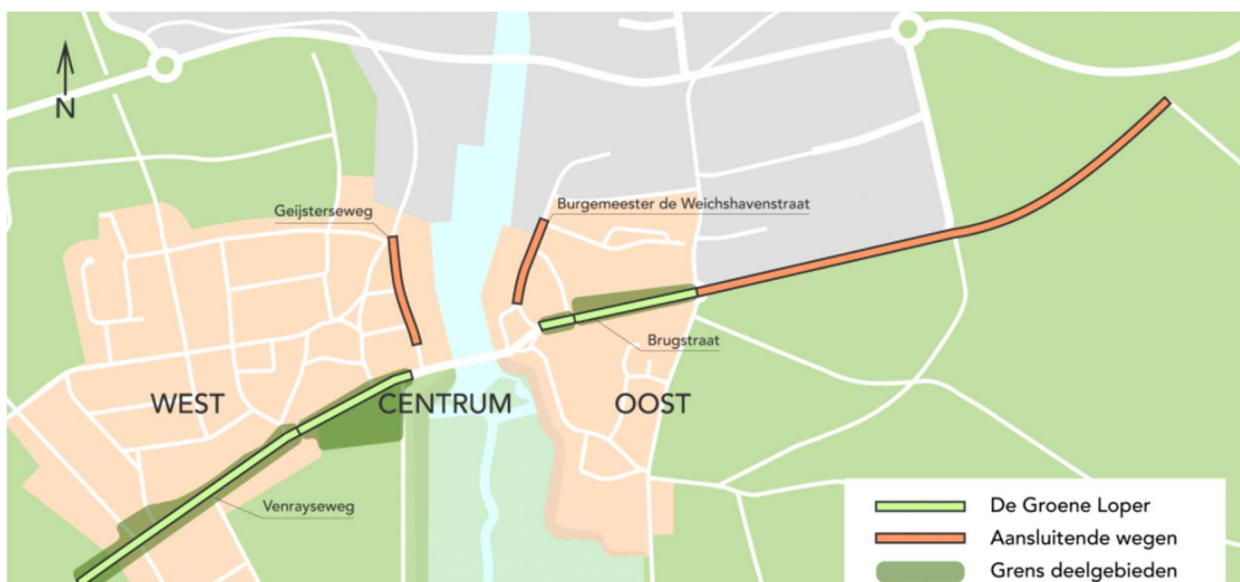 N
Geijsterseweg
Burgemeester de Weichshavenstraat
Brugstraat
WEST
CENTRUM
OOST
Venrayseweg
De Groene Loper
Aansluitende wegen
Grens deelgebieden